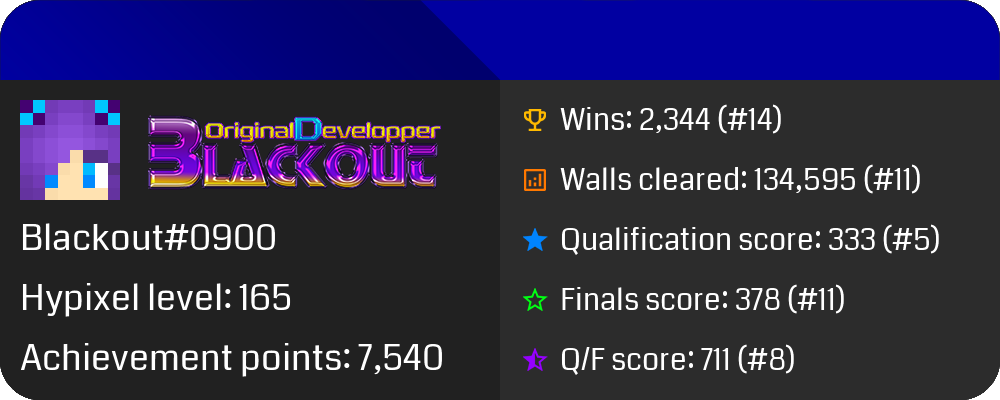 OriginalDevelopper
BLACKOUT
Blackout#0900
Hypixel level: 165
Achievement points: 7,540
Wins: 2,344 (#14)
Walls cleared: 134,595 (#11)
Qualification score: 333 (#5)
Finals score: 378 (#11)
Q/F score: 711 (#8)